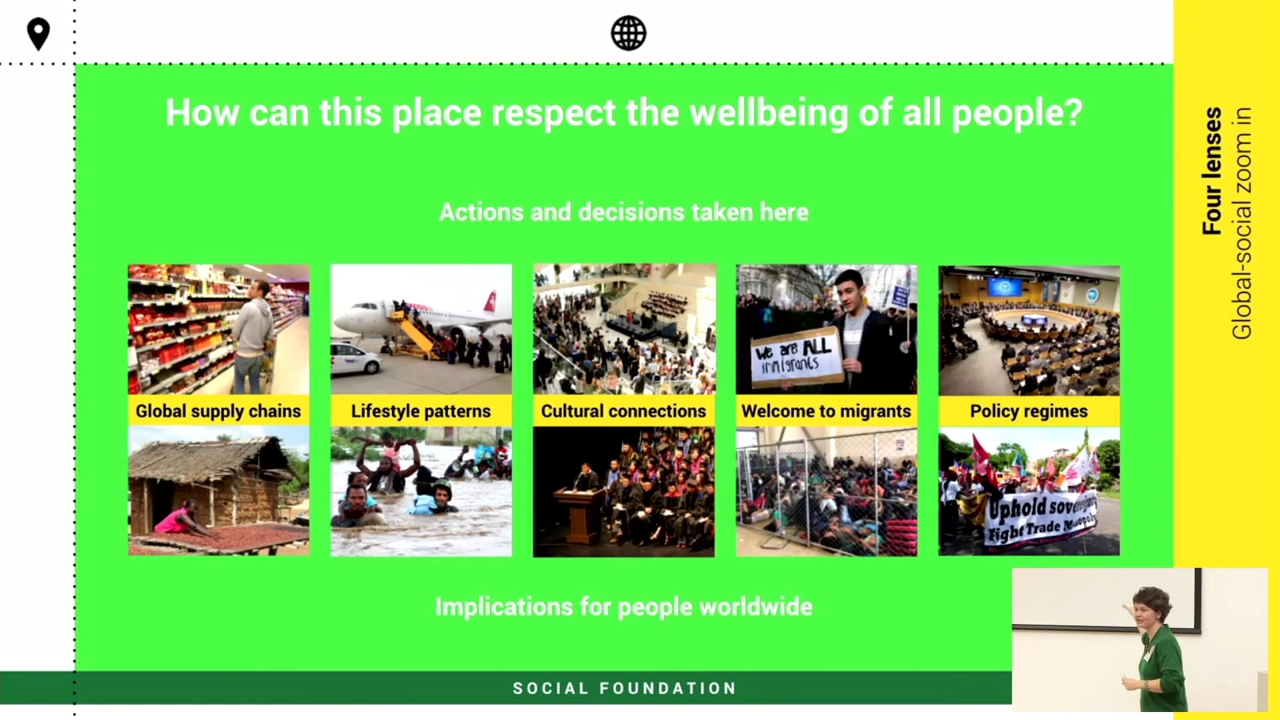 How can this place respect the wellbeing of all people?
Actions and decisions taken here
We are ALL
immigrants
Global supply chains
Lifestyle patterns
Cultural connections
Welcome to migrants
Policy regimes
Uphold
Fight Trade
Implications for people worldwide
SOCIAL FOUNDATION
Four lenses
Global-social zoom in